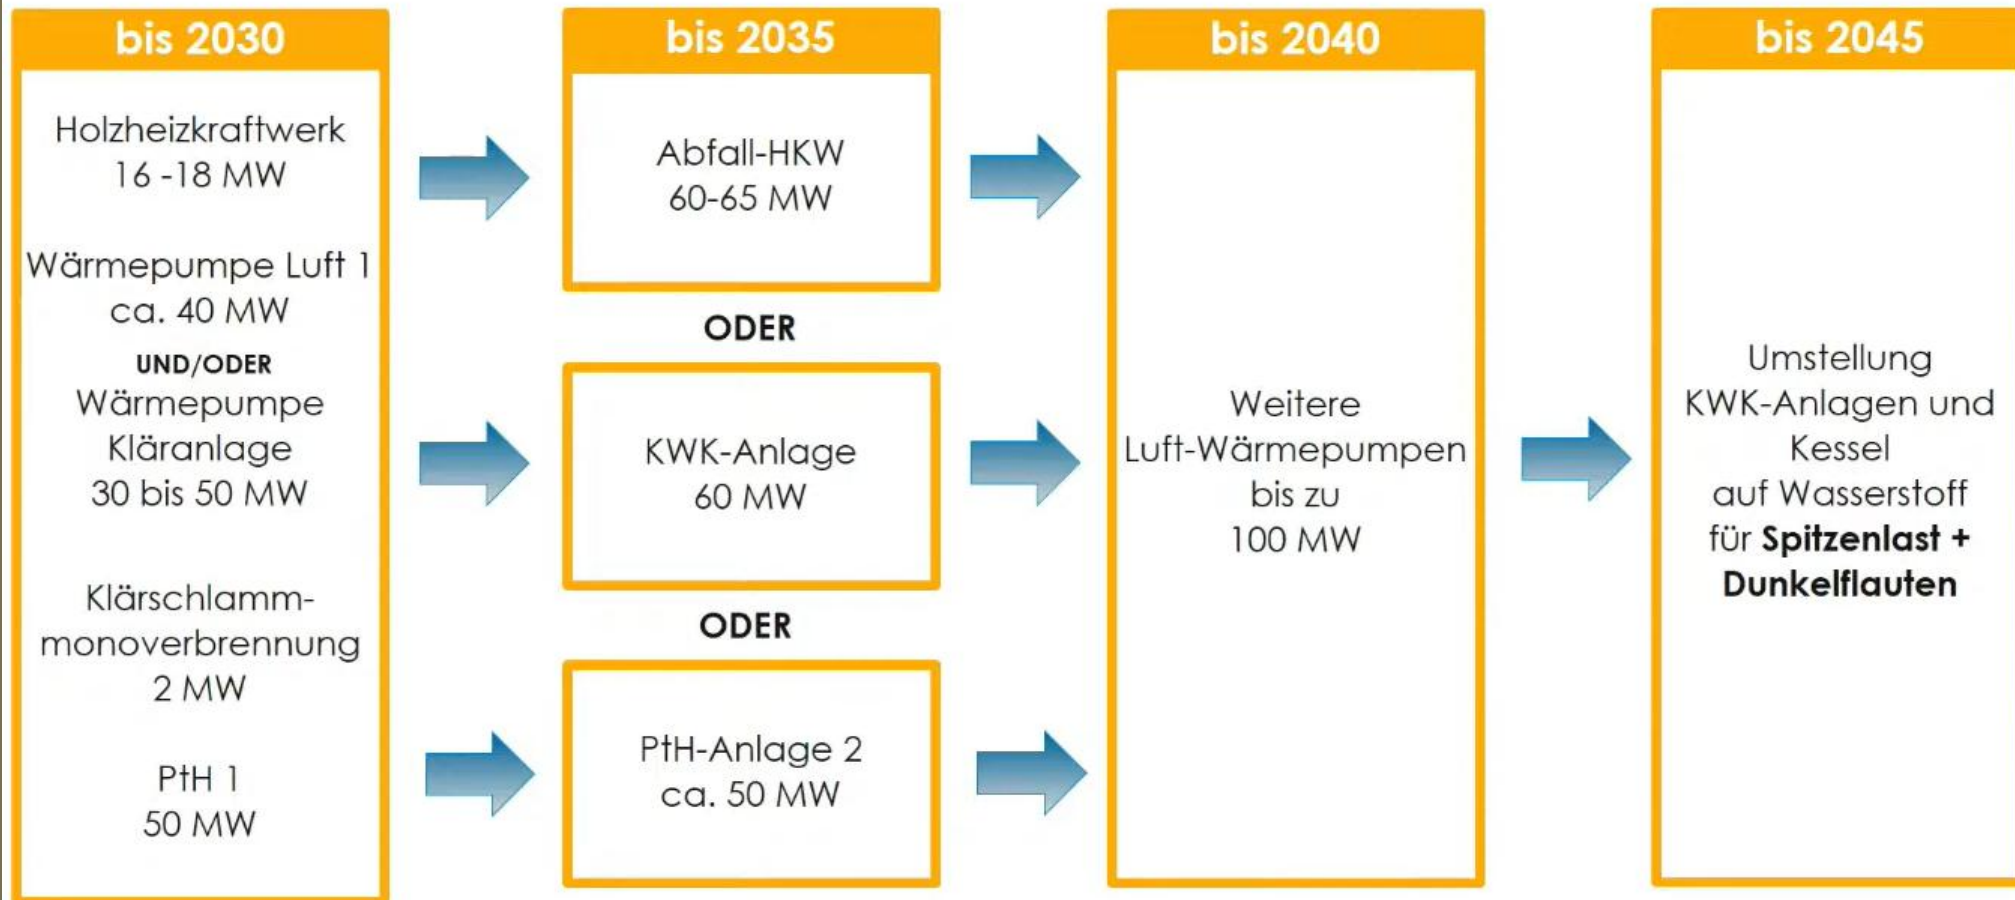 bis 2030
Holzheizkraftwerk
16 -18 MW
Wärmepumpe Luft 1
ca. 40 MW
UND/ODER
Wärmepumpe
Kläranlage
30 bis 50 MW
Klärschlamm-
monoverbrennung
2 MW
PtH 1
50 MW
bis 2035
Abfall-HKW
60-65 MW
ODER
KWK-Anlage
60 MW
ODER
PtH-Anlage 2
ca. 50 MW
bis 2040
Weitere
Luft-Wärmepumpen
bis zu
100 MW
bis 2045
Umstellung
KWK-Anlagen und
Kessel
auf Wasserstoff
für Spitzenlast +
Dunkelflauten